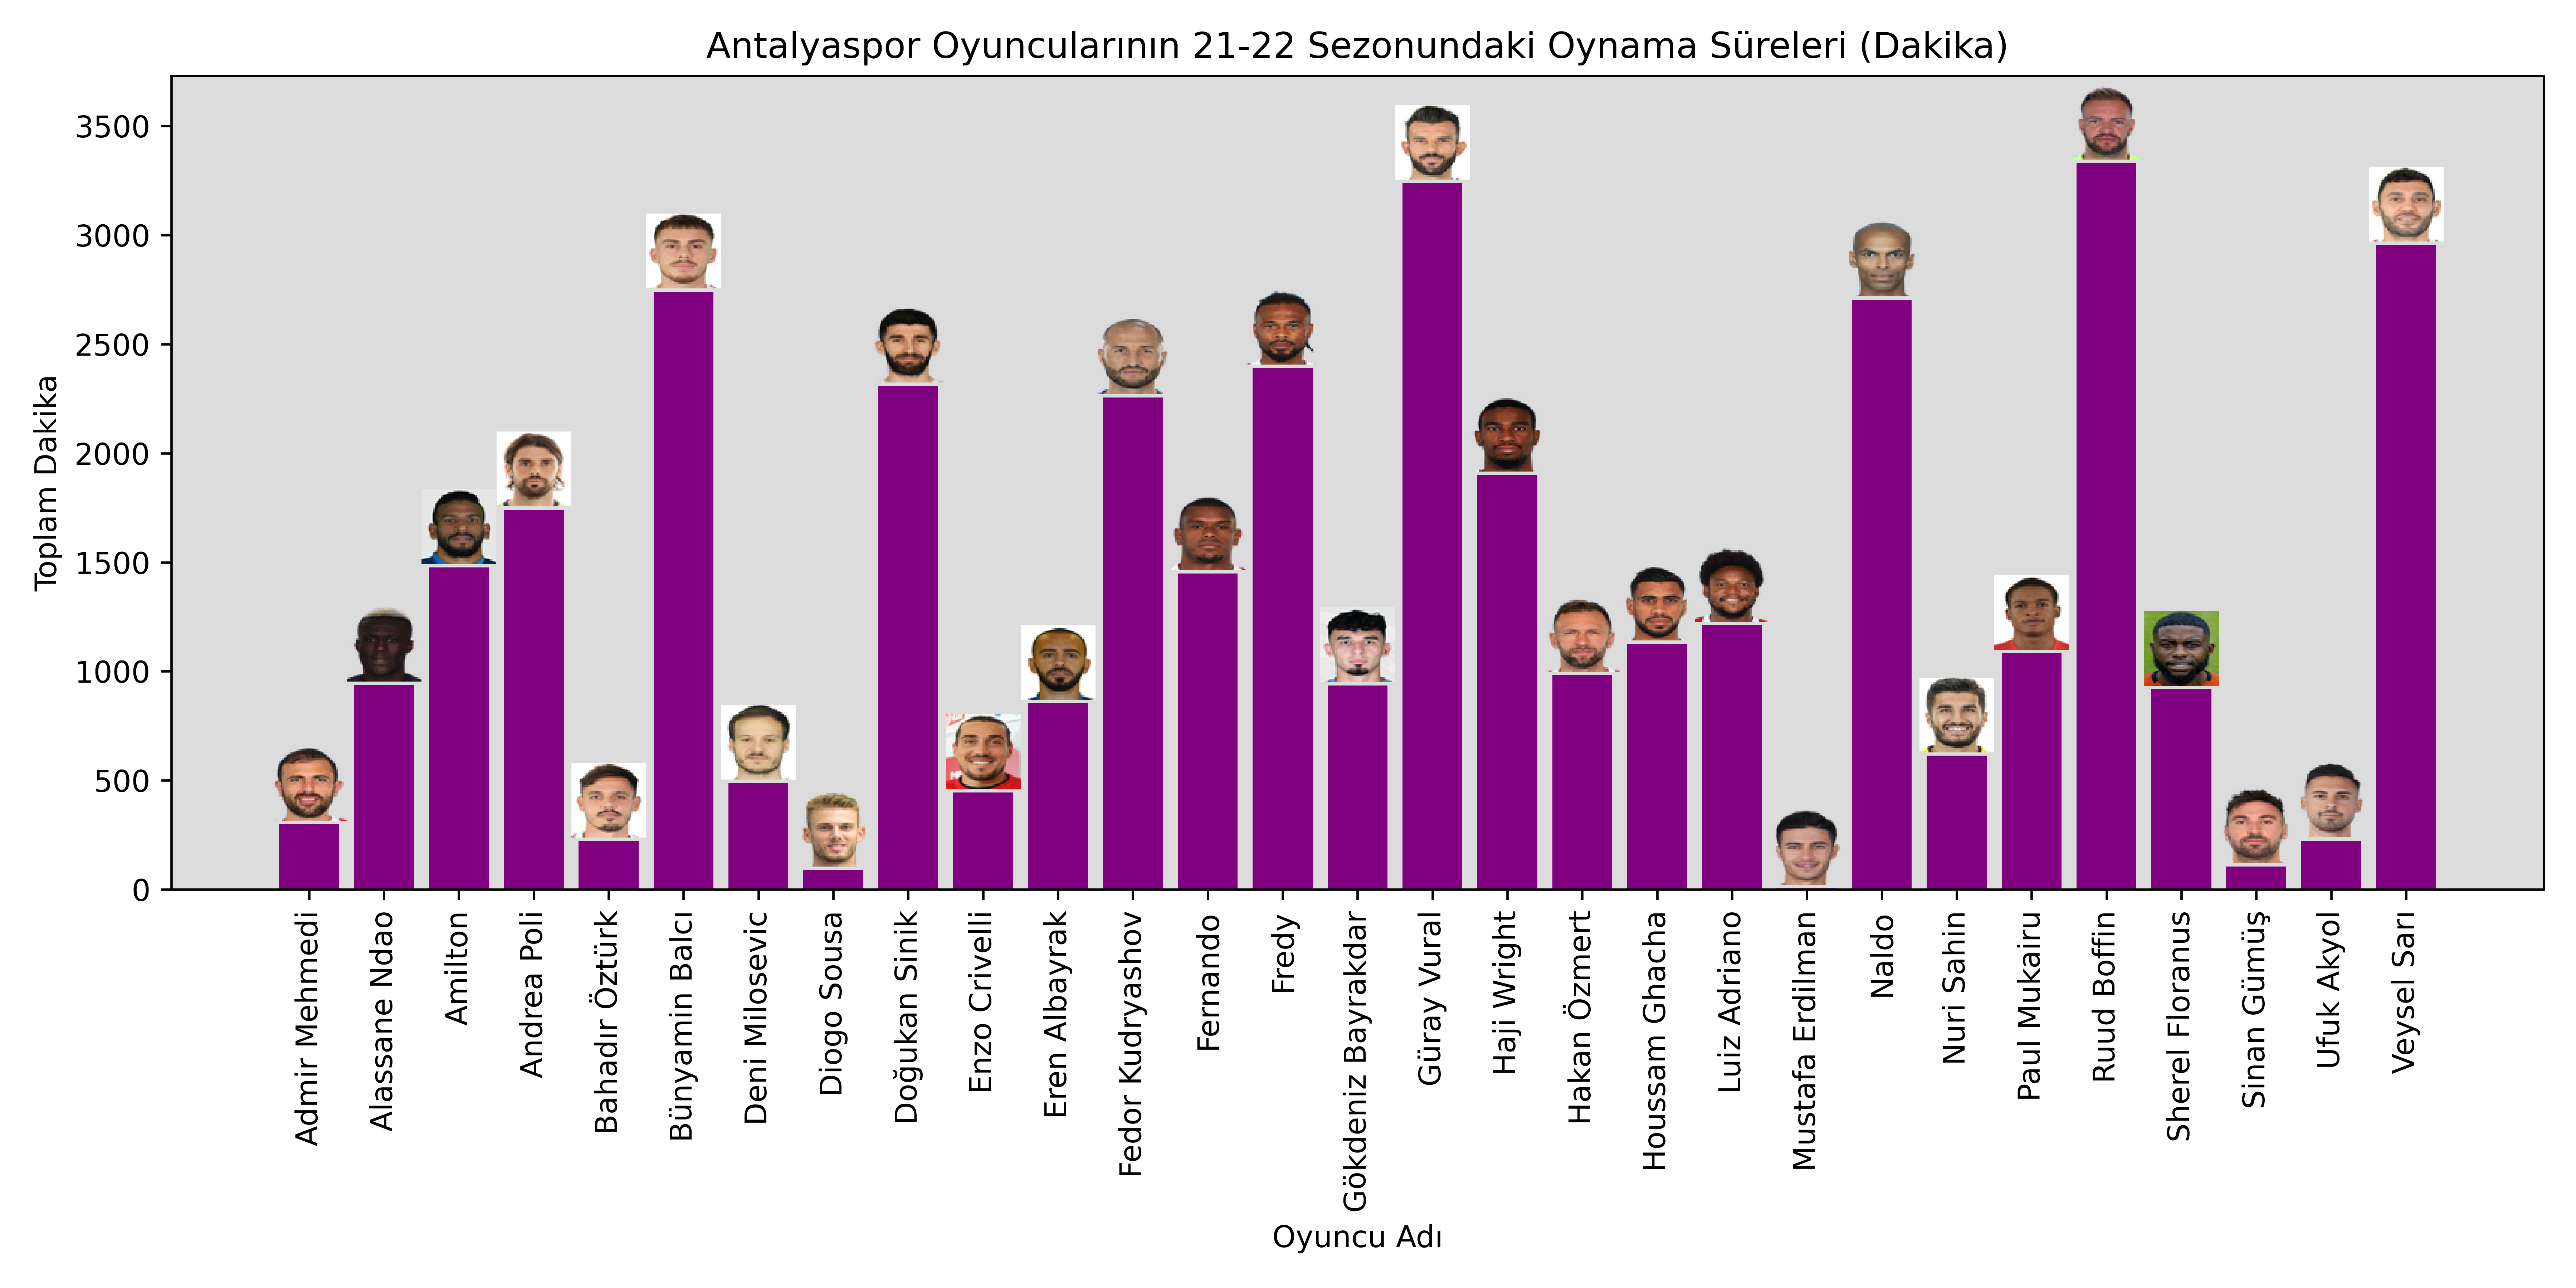 Antalyaspor Oyuncularının 21-22 Sezonundaki Oynama Süreleri (Dakika)
Toplam Dakika
3500
3000
2500
2000
1500
1000
500
0
Admir Mehmedi
Alassane Ndao
Amilton
Andrea Poli
Bahadır Öztürk
Bünyamin Balcı
Deni Milosevic
Diogo Sousa
Doğukan Sinik
Enzo Crivelli
Eren Albayrak
Fedor Kudryashov
Fernando
Fredy
Gökdeniz Bayrakdar
Güray Vural
Haji Wright
Hakan Özmert
Houssam Ghacha
Luiz Adriano
Mustafa Erdilman
Naldo
Nuri Sahin
Paul Mukairu
Ruud Boffin
Sherel Floranus
Sinan Gümüş
Ufuk Akyol
Veysel Sarı
Oyuncu Adı